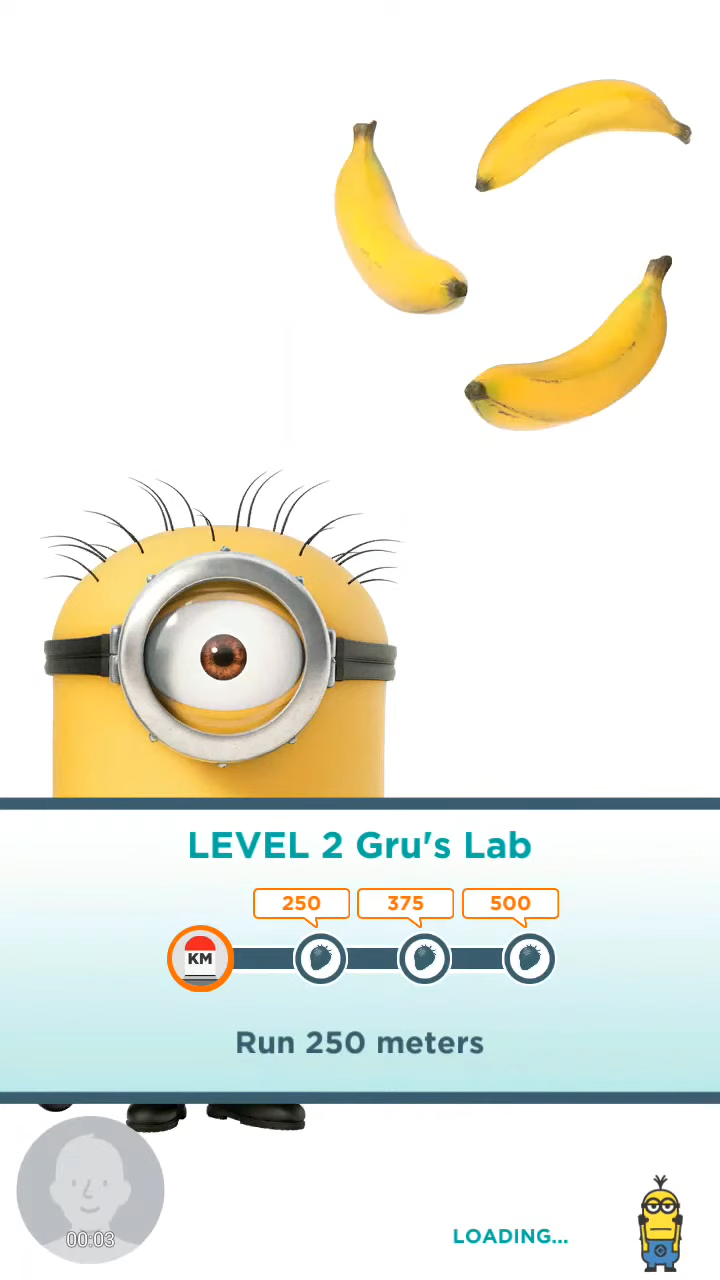 LEVEL 2 Gru's Lab
250 375 500
KM
Run 250 meters
00:03
LOADING...